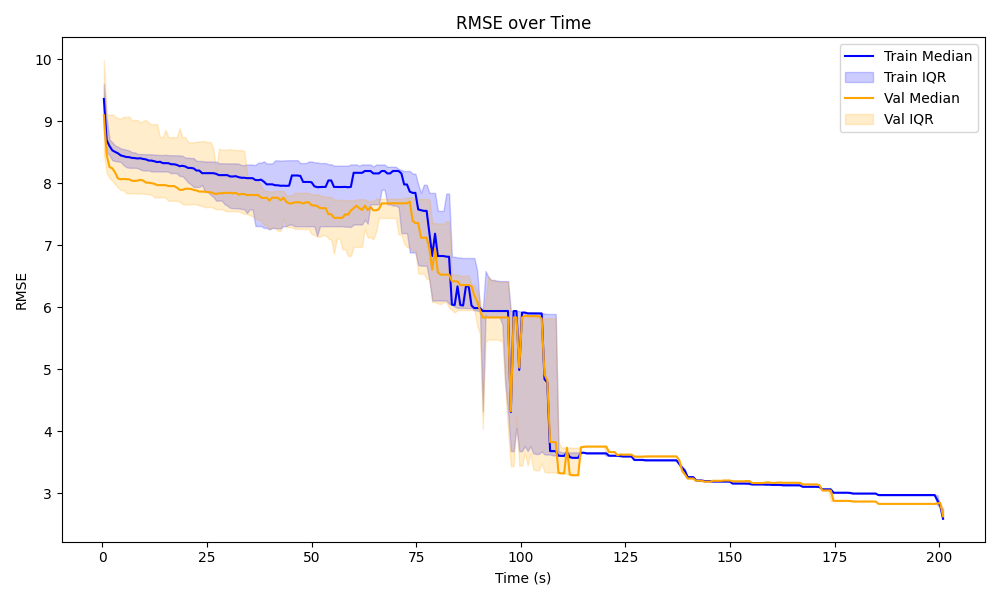 RMSE over Time
Train Median
Train IQR
Val Median
Val IQR
RMSE
10
9
8
7
6
5
4
3
0 25 50 75 100 125 150 175 200
Time (s)